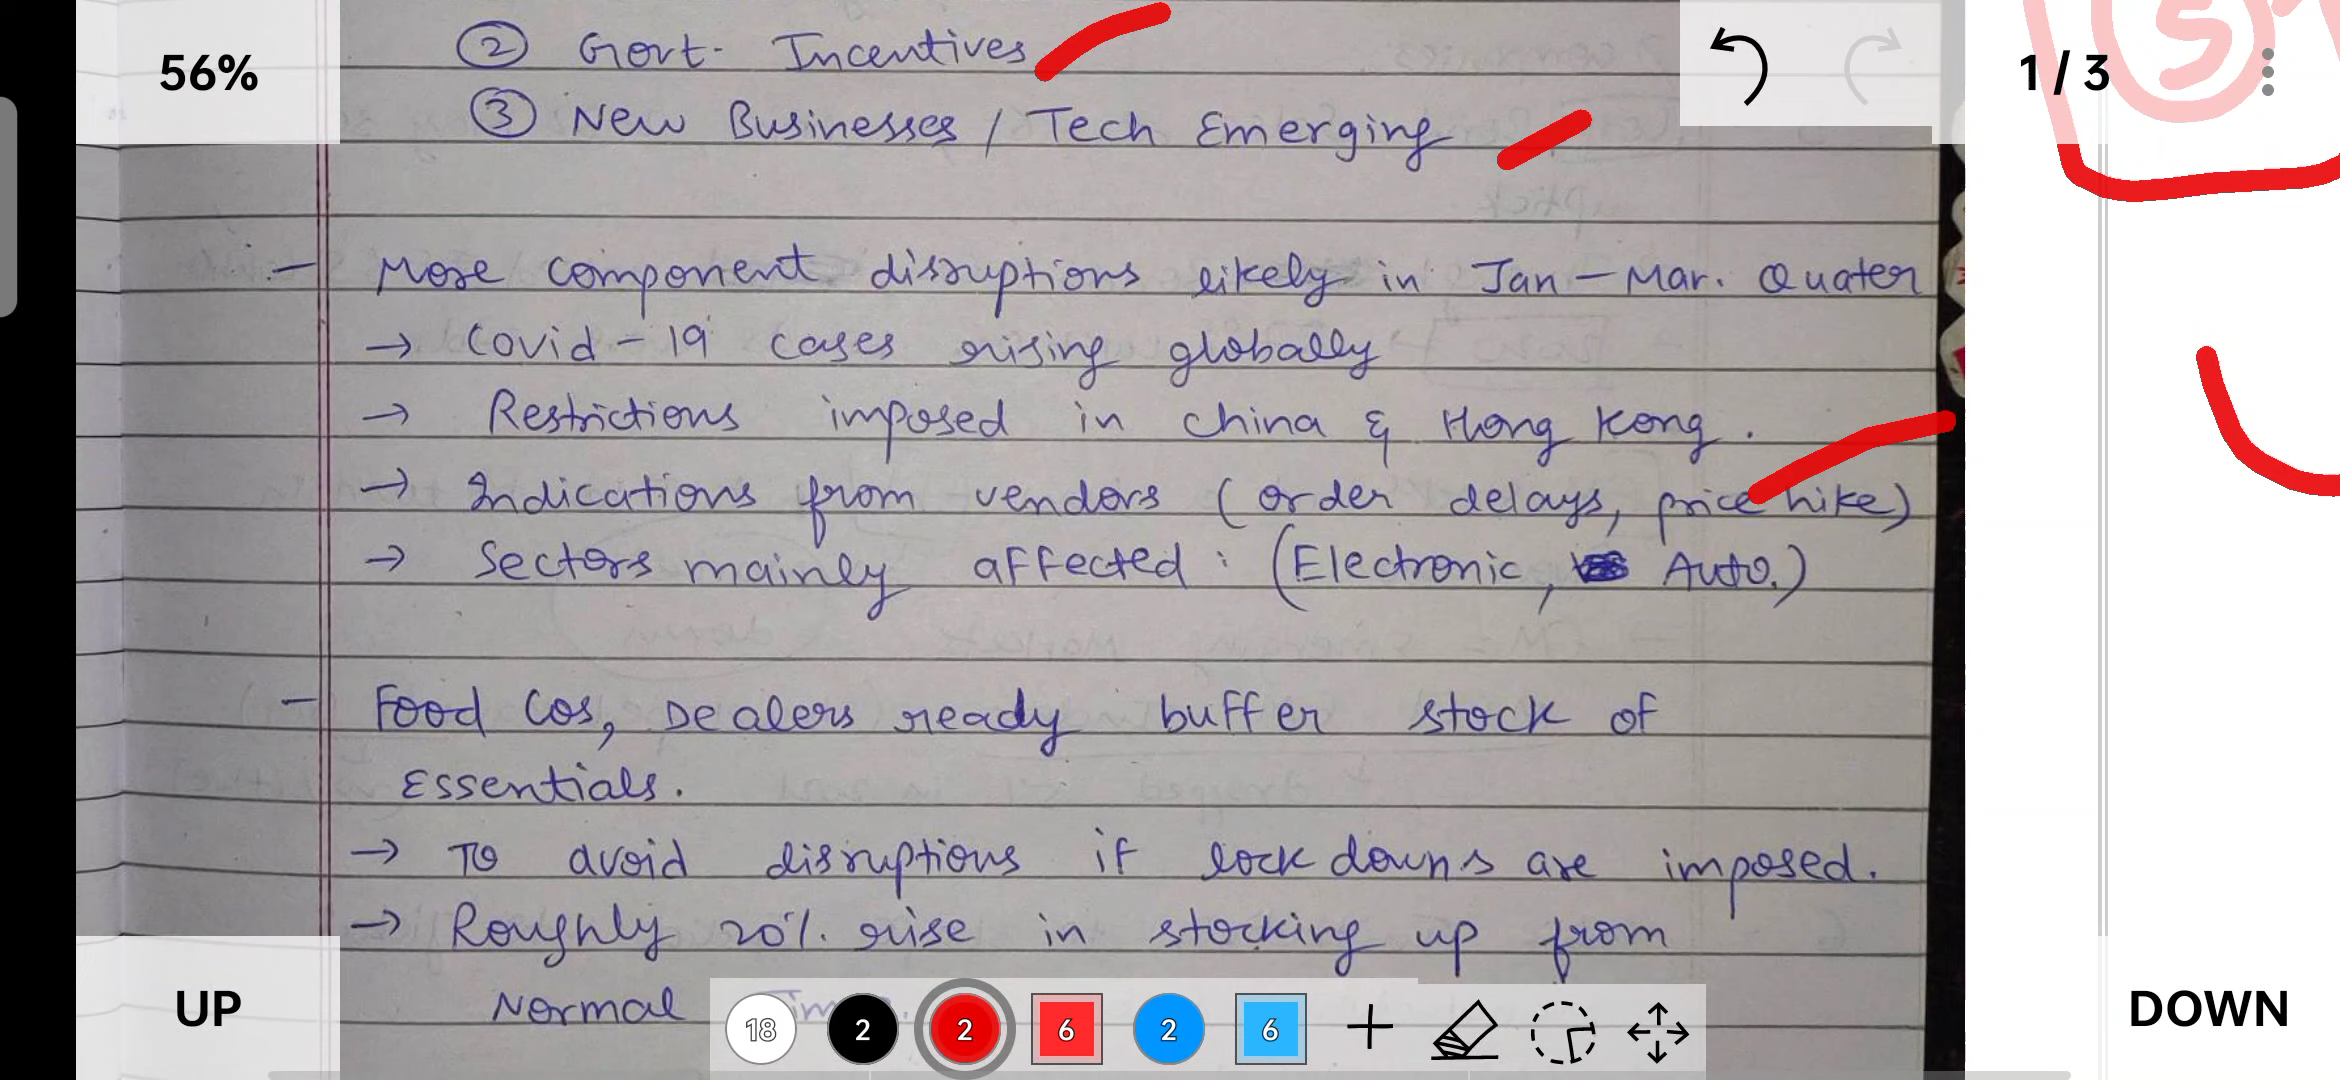 56%
② Govt. Incentives
③ New Businesses / Tech Emerging
1 / 3
- More component disruptions likely in Jan - Mar. Quater
→ Covid - 19 cases rising globally
→ Restrictions imposed in China & Hong Kong.
→ Indications from vendors (order delays, price hike)
→ Sectors mainly affected : (Electronic, Auto.)
- Food Cos, Dealers ready buffer stock of
Essentials.
→ To avoid disruptions if lockdowns are imposed.
→ Roughly 20% rise in stocking up from
Normal
UP
18 2 2 6 2 6
DOWN